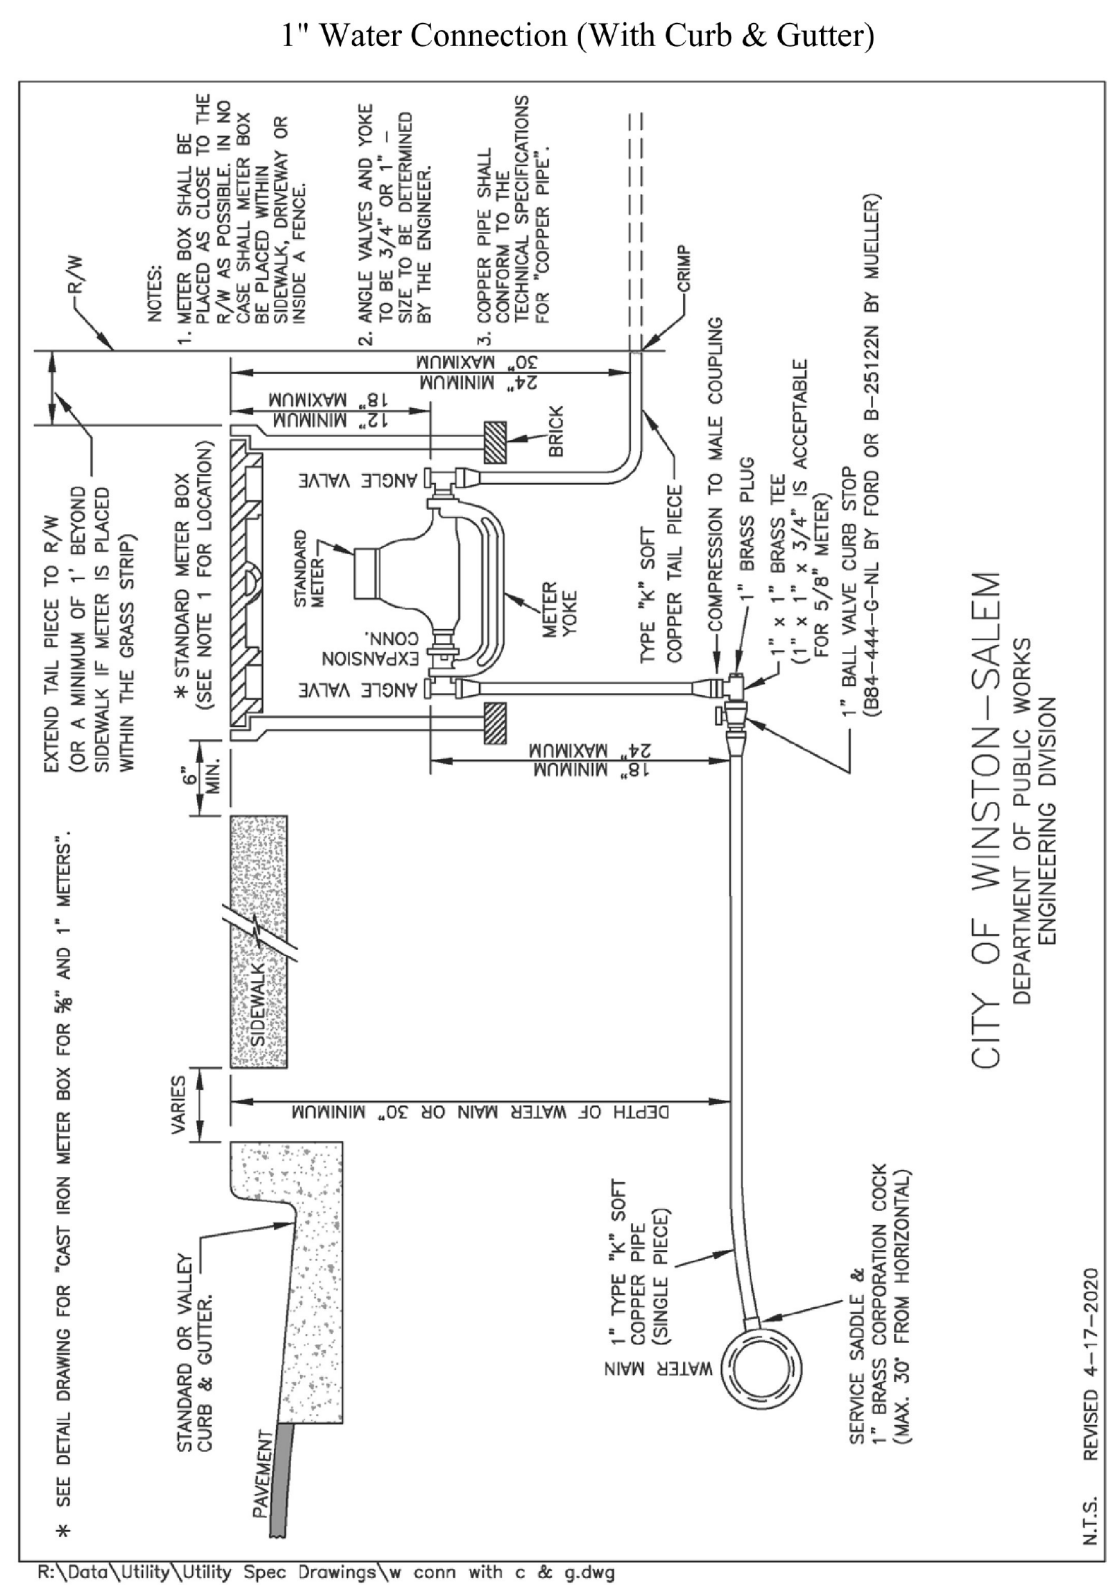 1" Water Connection (With Curb & Gutter)
* SEE DETAIL DRAWING FOR "CAST IRON METER BOX FOR ⅝" AND 1" METERS".
EXTEND TAIL PIECE TO R/W
(OR A MINIMUM OF 1' BEYOND
SIDEWALK IF METER IS PLACED
WITHIN THE GRASS STRIP)
R/W
NOTES:
1. METER BOX SHALL BE
PLACED AS CLOSE TO THE
R/W AS POSSIBLE. IN NO
CASE SHALL METER BOX
BE PLACED WITHIN
SIDEWALK, DRIVEWAY OR
INSIDE A FENCE.
2. ANGLE VALVES AND YOKE
TO BE 3/4" OR 1" –
SIZE TO BE DETERMINED
BY THE ENGINEER.
3. COPPER PIPE SHALL
CONFORM TO THE
TECHNICAL SPECIFICATIONS
FOR "COPPER PIPE".
STANDARD OR VALLEY
CURB & GUTTER.
PAVEMENT
VARIES
SIDEWALK
6"
MIN.
* STANDARD METER BOX
(SEE NOTE 1 FOR LOCATION)
12" MINIMUM
18" MAXIMUM
24" MINIMUM
30" MAXIMUM
STANDARD
METER
ANGLE VALVE
EXPANSION
CONN.
ANGLE VALVE
METER
YOKE
BRICK
18" MINIMUM
24" MAXIMUM
DEPTH OF WATER MAIN OR 30" MINIMUM
TYPE "K" SOFT
COPPER TAIL PIECE
CRIMP
COMPRESSION TO MALE COUPLING
1" BRASS PLUG
1" x 1" BRASS TEE
(1" x 1" x 3/4" IS ACCEPTABLE
FOR 5/8" METER)
1" BALL VALVE CURB STOP
(B84-444-G-NL BY FORD OR B-25122N BY MUELLER)
1" TYPE "K" SOFT
COPPER PIPE
(SINGLE PIECE)
WATER MAIN
SERVICE SADDLE &
1" BRASS CORPORATION COCK
(MAX. 30° FROM HORIZONTAL)
CITY OF WINSTON-SALEM
DEPARTMENT OF PUBLIC WORKS
ENGINEERING DIVISION
N.T.S. REVISED 4-17-2020
R:\Data\Utility\Utility Spec Drawings\w conn with c & g.dwg